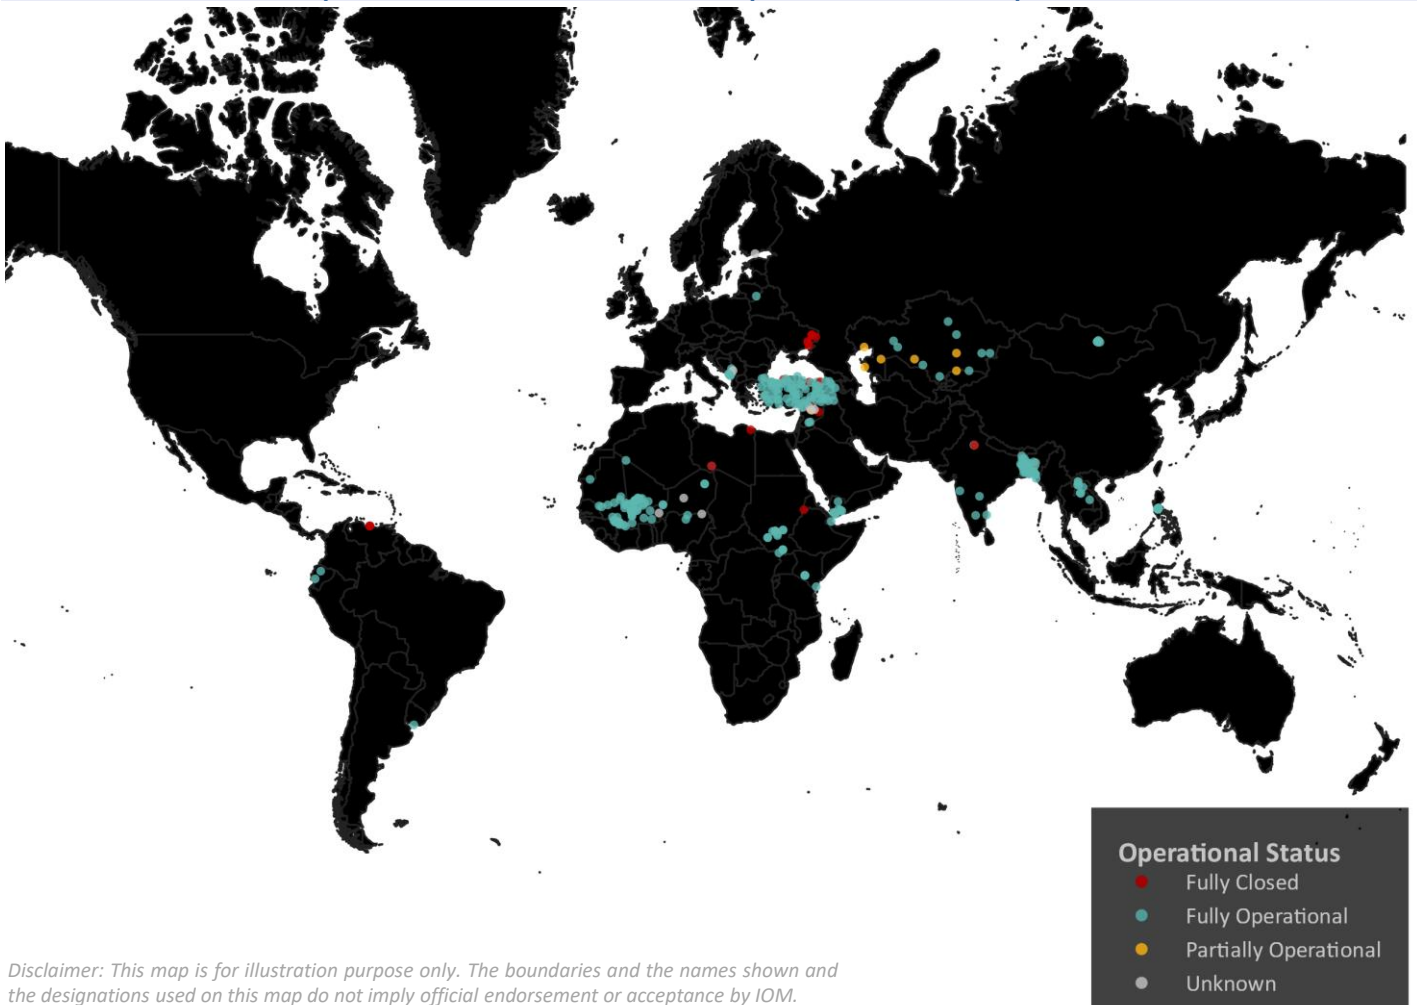 Operational Status
Fully Closed
Fully Operational
Partially Operational
Unknown
Disclaimer: This map is for illustration purpose only. The boundaries and the names shown and
the designations used on this map do not imply official endorsement or acceptance by IOM.